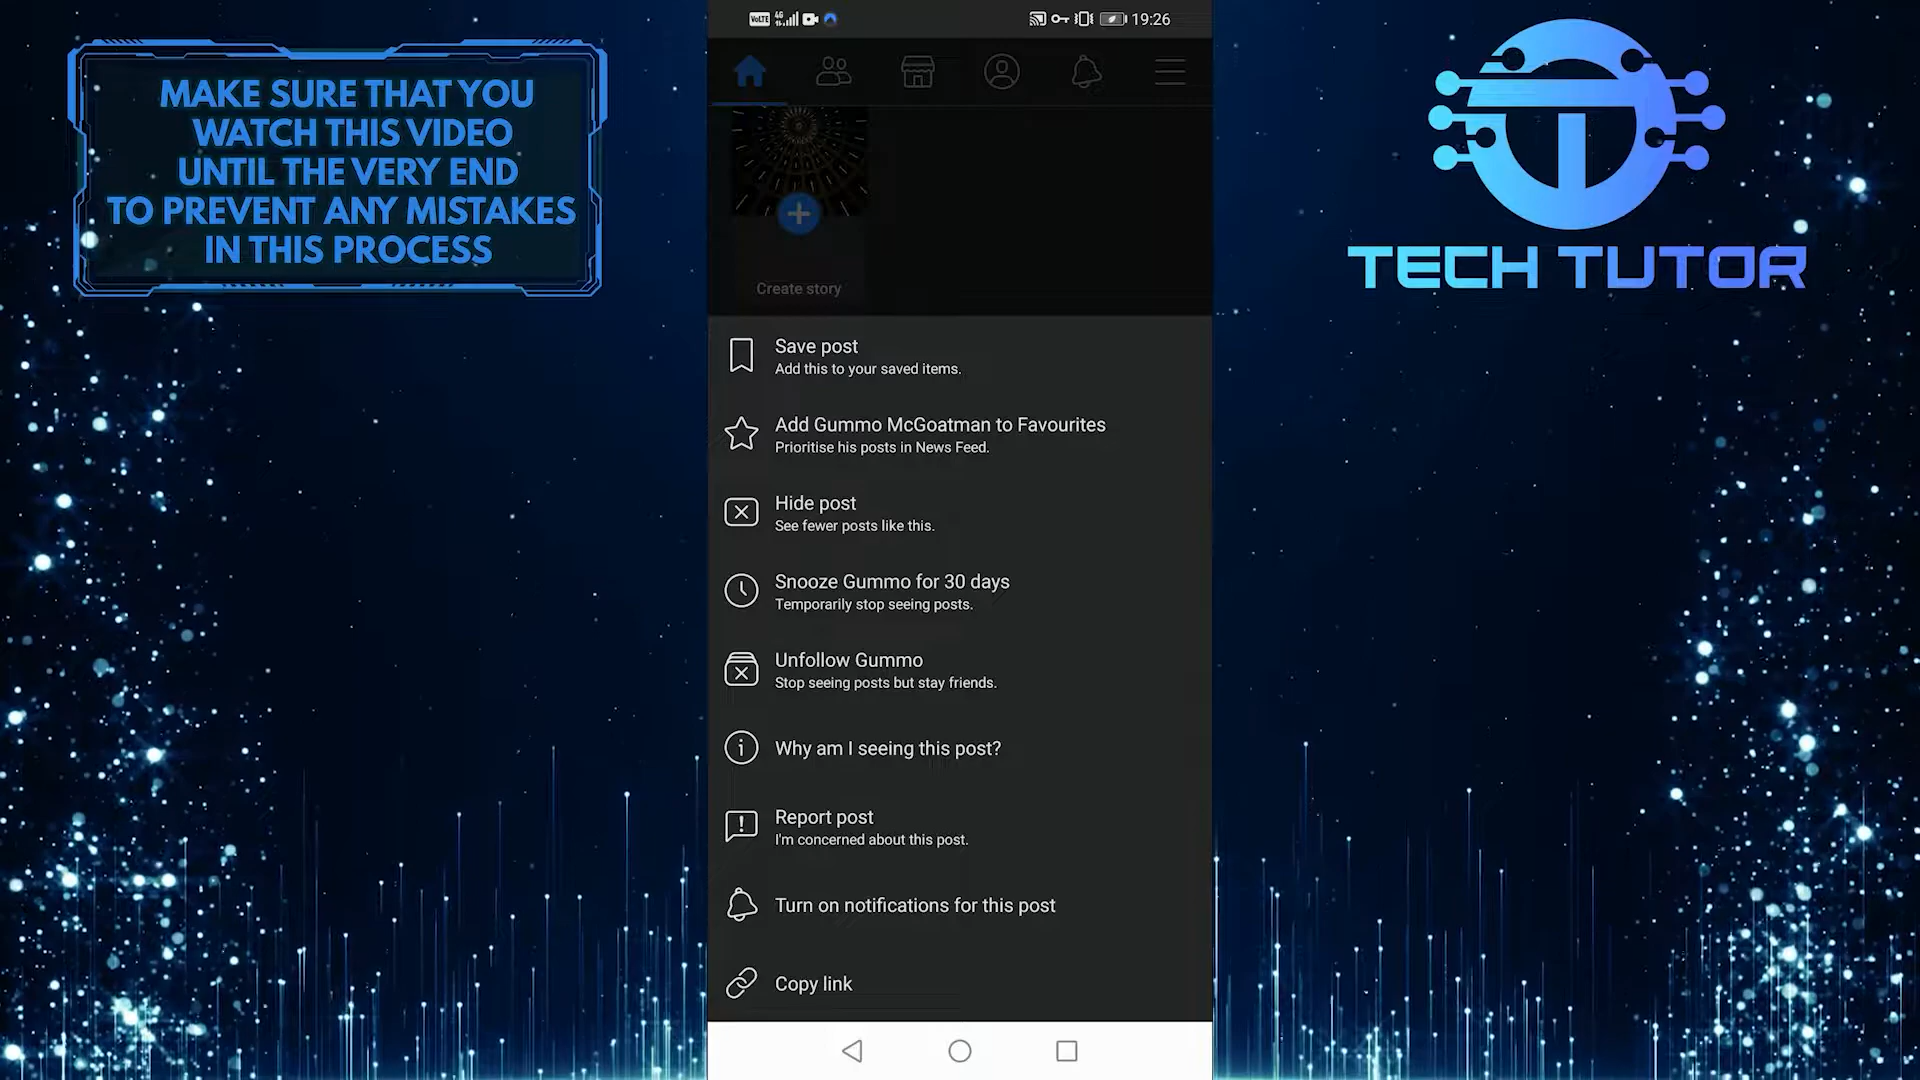 MAKE SURE THAT YOU
WATCH THIS VIDEO
UNTIL THE VERY END
TO PREVENT ANY MISTAKES
IN THIS PROCESS
VoLTE 4G
19:26
TECH TUTOR
Create story
Save post
Add this to your saved items.
Add Gummo McGoatman to Favourites
Prioritise his posts in News Feed.
Hide post
See fewer posts like this.
Snooze Gummo for 30 days
Temporarily stop seeing posts.
Unfollow Gummo
Stop seeing posts but stay friends.
Why am I seeing this post?
Report post
I'm concerned about this post.
Turn on notifications for this post
Copy link